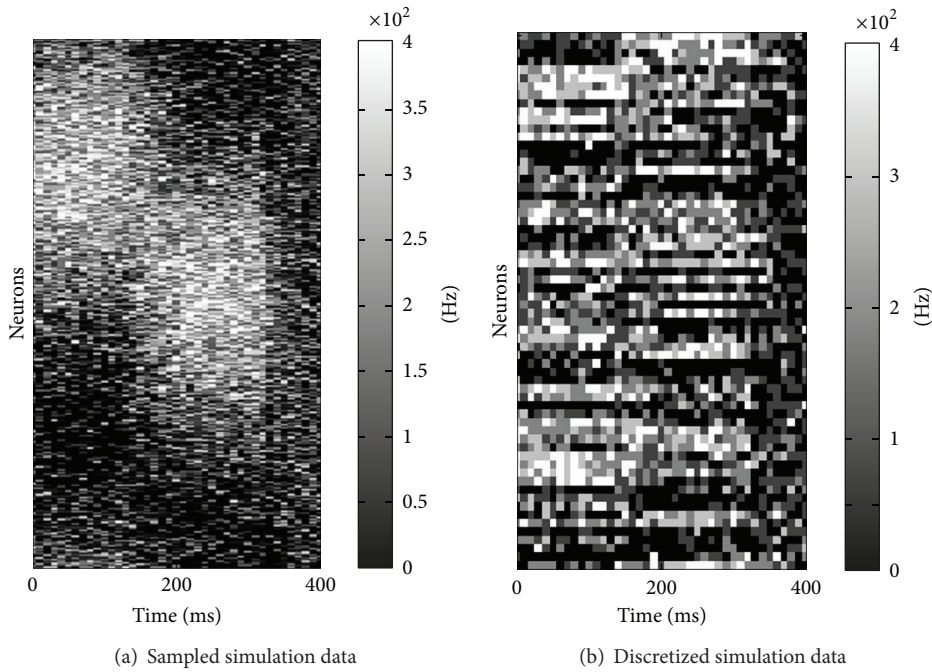 ×10²
4
3.5
3
2.5
2
1.5
1
0.5
0
(Hz)
Neurons
0
200
400
Time (ms)
(a) Sampled simulation data
×10²
4
3
2
1
0
(Hz)
Neurons
0
200
400
Time (ms)
(b) Discretized simulation data